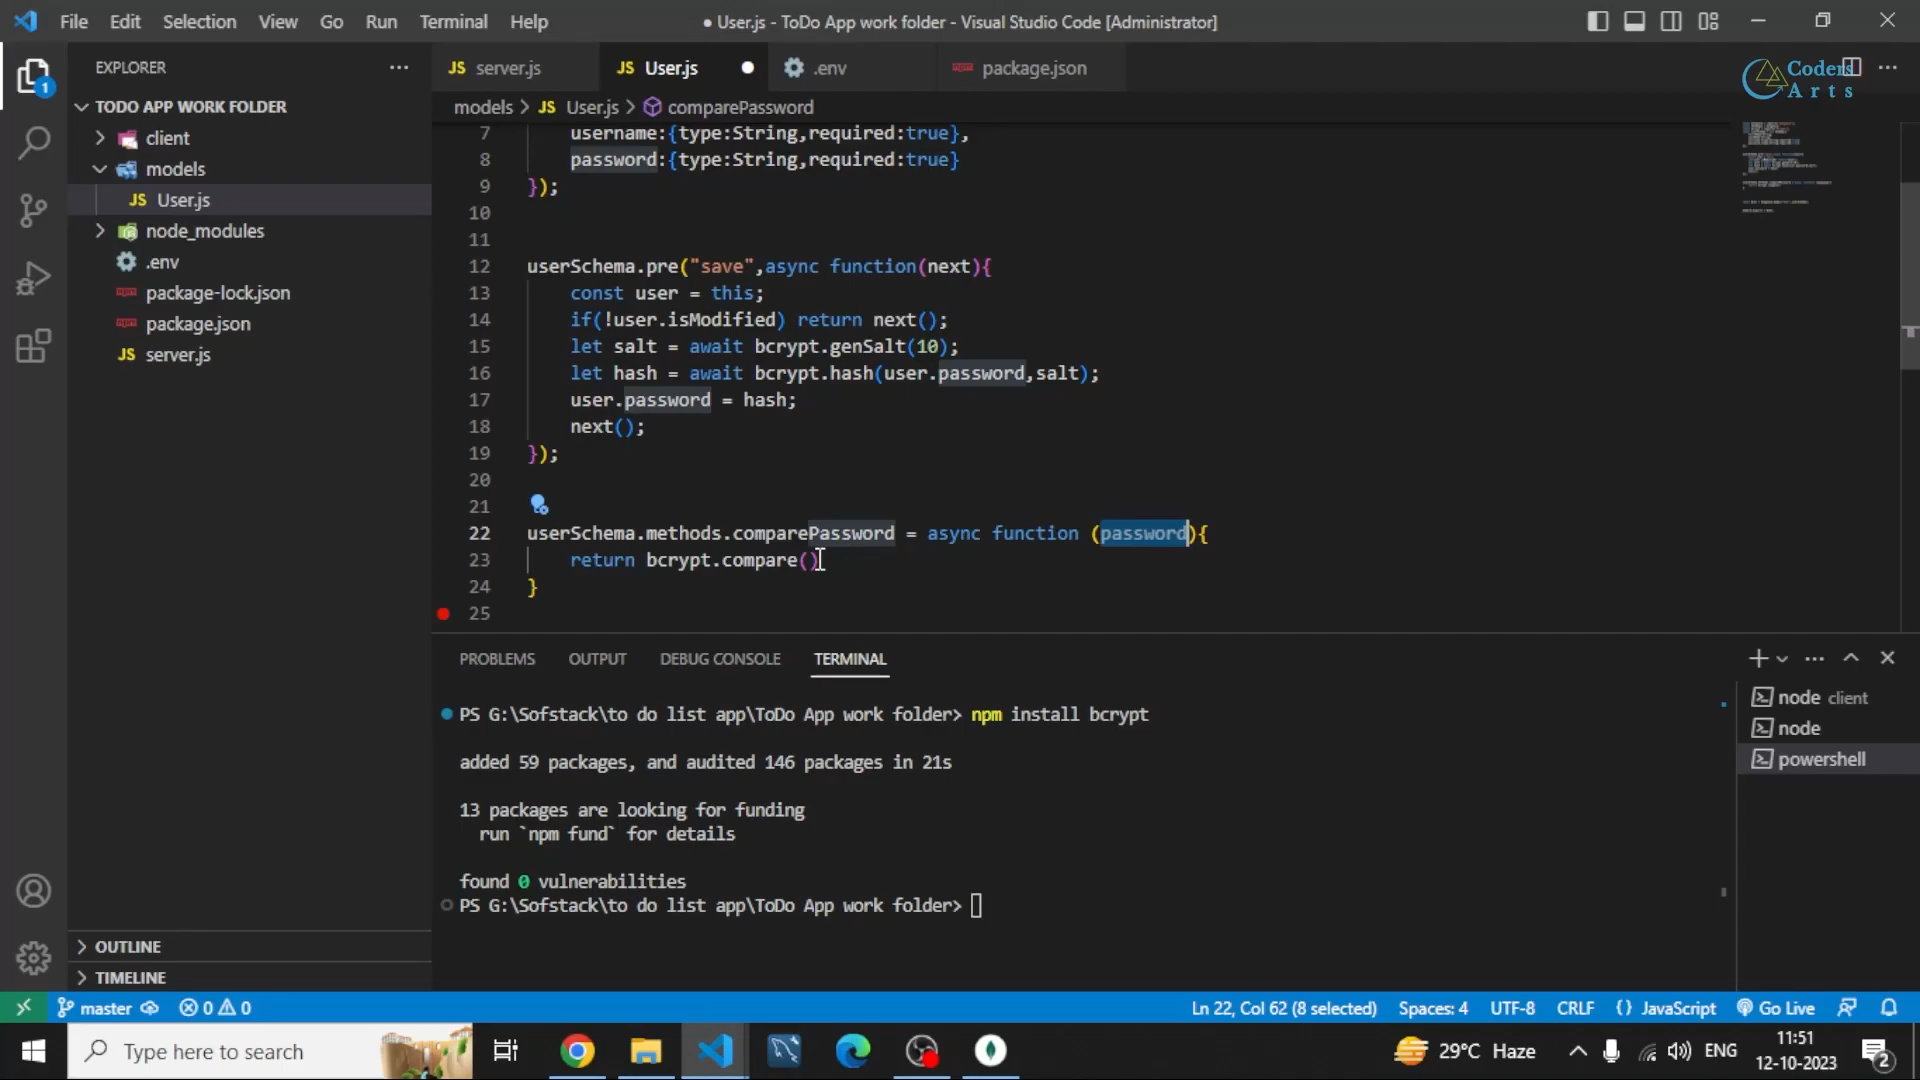 File Edit Selection View Go Run Terminal Help
● User.js - ToDo App work folder - Visual Studio Code [Administrator]
EXPLORER
1
TODO APP WORK FOLDER
client
models
JS User.js
node_modules
.env
package-lock.json
package.json
JS server.js
OUTLINE
TIMELINE
JS server.js
JS User.js
.env
package.json
Coders
Arts
models > JS User.js > comparePassword
7 username:{type:String,required:true},
8 password:{type:String,required:true}
9 });
10
11
12 userSchema.pre("save",async function(next){
13 const user = this;
14 if(!user.isModified) return next();
15 let salt = await bcrypt.genSalt(10);
16 let hash = await bcrypt.hash(user.password,salt);
17 user.password = hash;
18 next();
19 });
20
21
22 userSchema.methods.comparePassword = async function (password){
23 return bcrypt.compare()
24 }
25
PROBLEMS OUTPUT DEBUG CONSOLE TERMINAL
PS G:\Sofstack\to do list app\ToDo App work folder> npm install bcrypt
added 59 packages, and audited 146 packages in 21s
13 packages are looking for funding
run `npm fund` for details
found 0 vulnerabilities
PS G:\Sofstack\to do list app\ToDo App work folder>
node client
node
powershell
master 0 0
Ln 22, Col 62 (8 selected) Spaces: 4 UTF-8 CRLF {} JavaScript Go Live
Type here to search
29°C Haze
ENG
11:51
12-10-2023
2